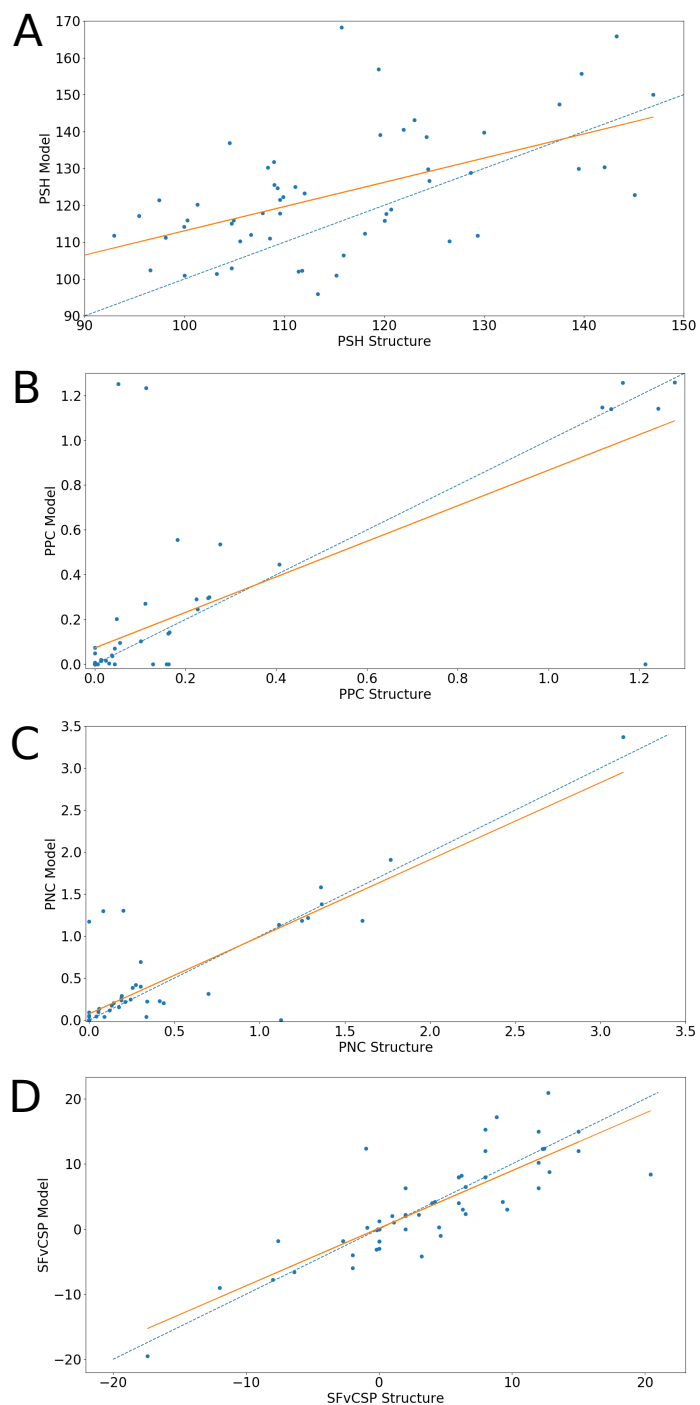 A
170
160
150
140
130
120
110
100
90
PSH Model
90 100 110 120 130 140 150
PSH Structure
B
1.2
1.0
0.8
0.6
0.4
0.2
0.0
PPC Model
0.0 0.2 0.4 0.6 0.8 1.0 1.2
PPC Structure
C
3.5
3.0
2.5
2.0
1.5
1.0
0.5
0.0
PNC Model
0.0 0.5 1.0 1.5 2.0 2.5 3.0 3.5
PNC Structure
D
20
10
0
−10
−20
SFvCSP Model
−20 −10 0 10 20
SFvCSP Structure